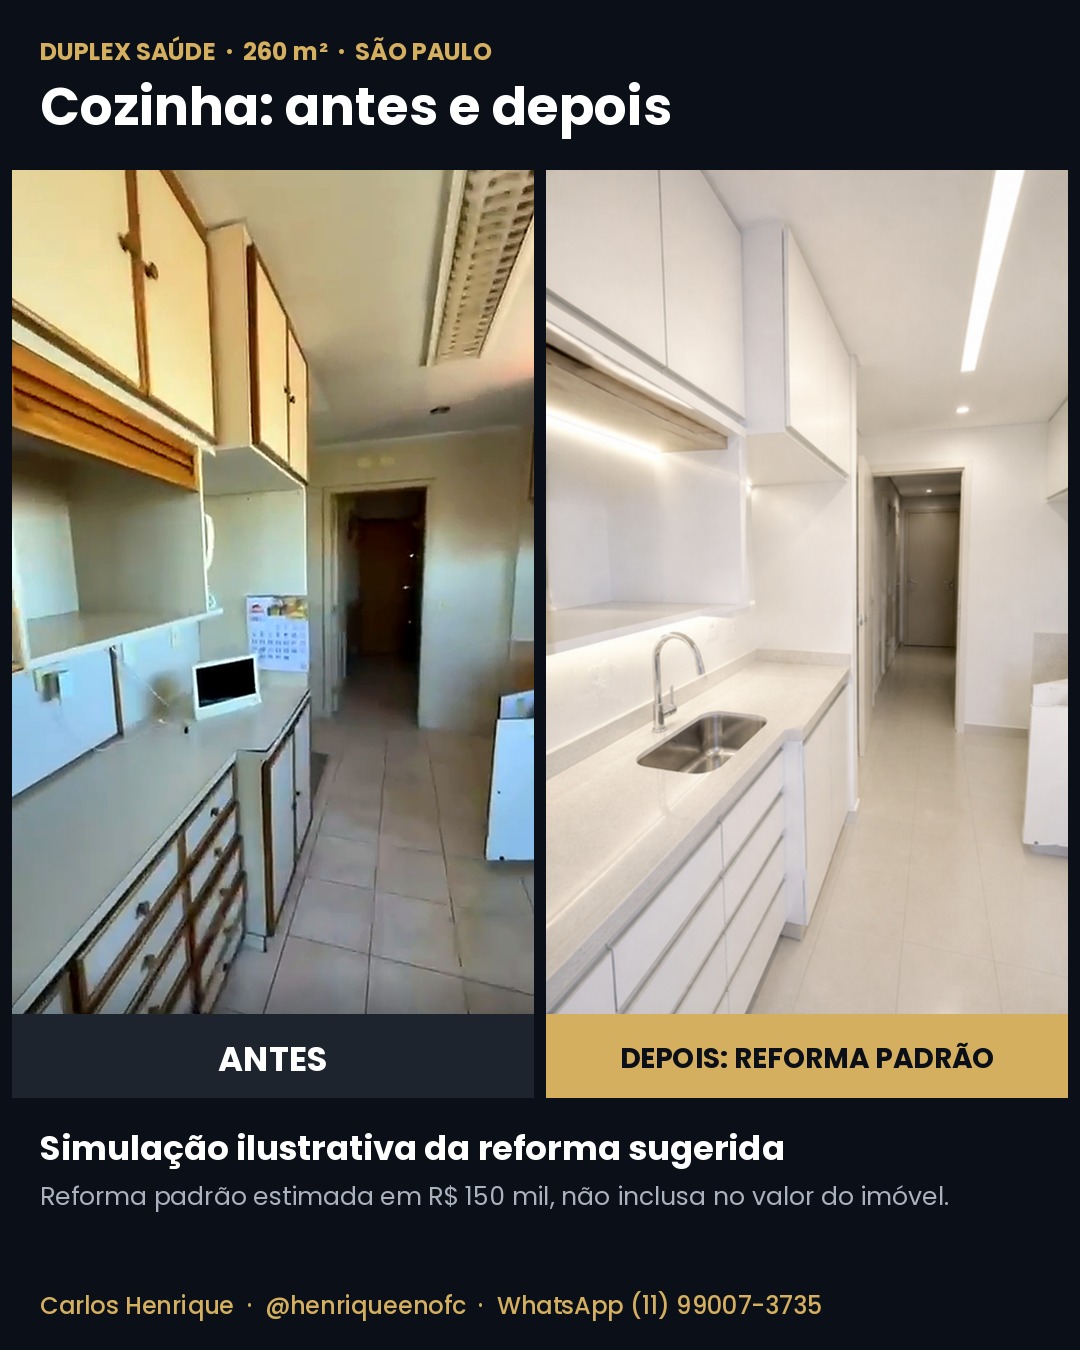 DUPLEX SAÚDE · 260 m² · SÃO PAULO
Cozinha: antes e depois
ANTES
DEPOIS: REFORMA PADRÃO
Simulação ilustrativa da reforma sugerida
Reforma padrão estimada em R$ 150 mil, não inclusa no valor do imóvel.
Carlos Henrique · @henriqueenofc · WhatsApp (11) 99007-3735